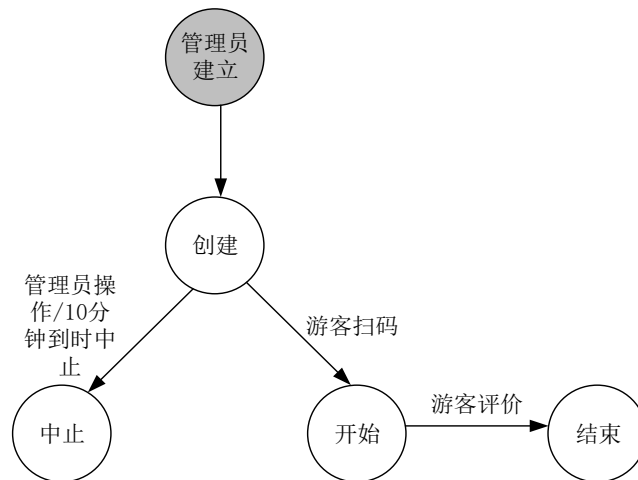 管理员
建立
创建
管理员操
作/10分
钟到时中
止
游客扫码
中止
开始
游客评价
结束